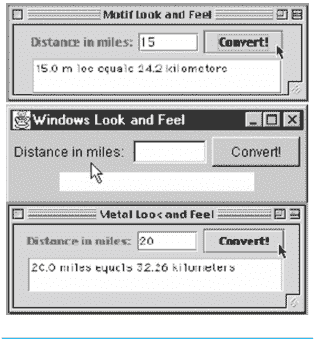 Motif Look and Feel
Distance in miles: 15 Convert!
15.0 miles equals 24.2 kilometers
Windows Look and Feel
Distance in miles: Convert!
Metal Look and Feel
Distance in miles: 20 Convert!
20.0 miles equals 32.26 kilometers